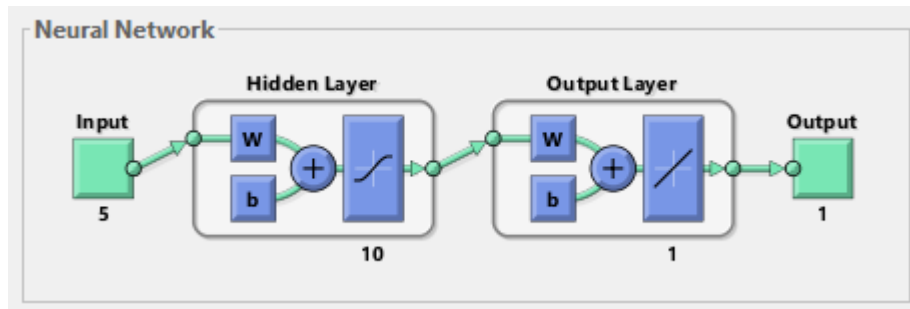 Neural Network
Hidden Layer
Output Layer
Input
Output
W
+
b
W
+
b
5
10
1
1